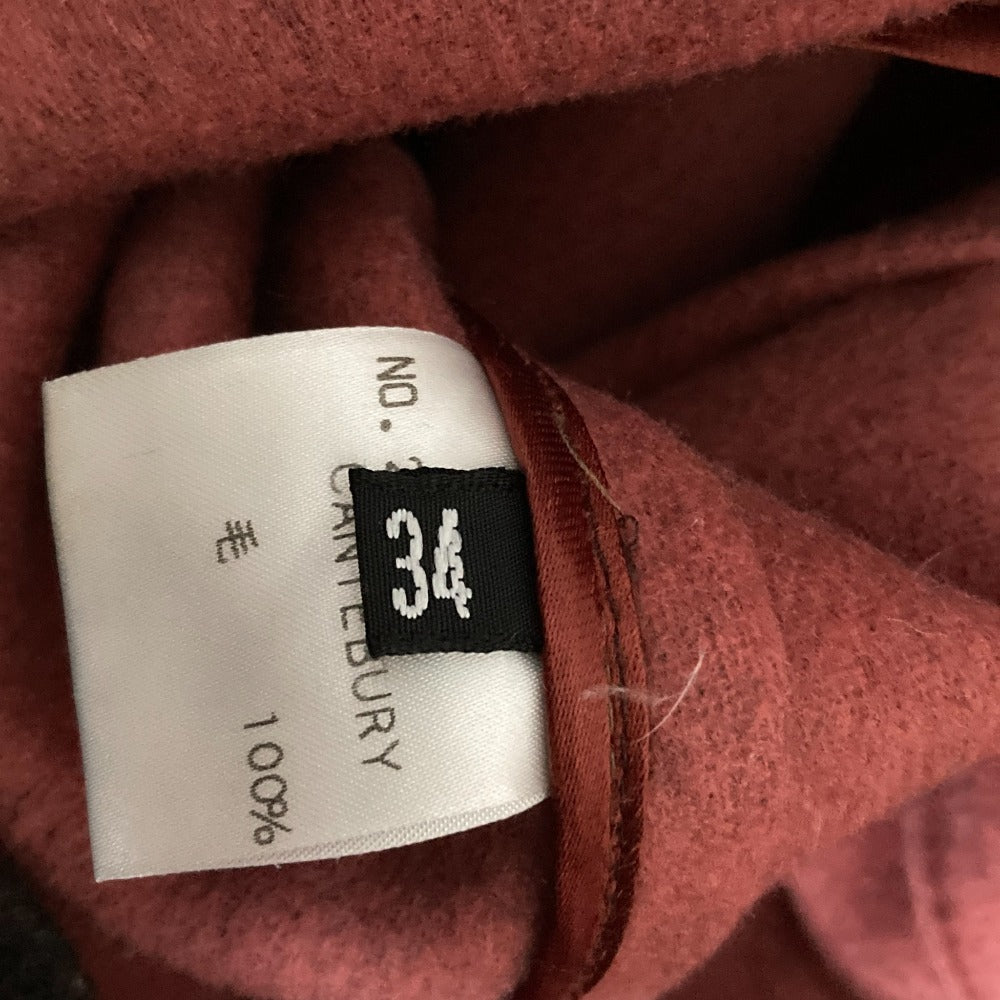 NO.
CANTEBURY
毛 100%
34